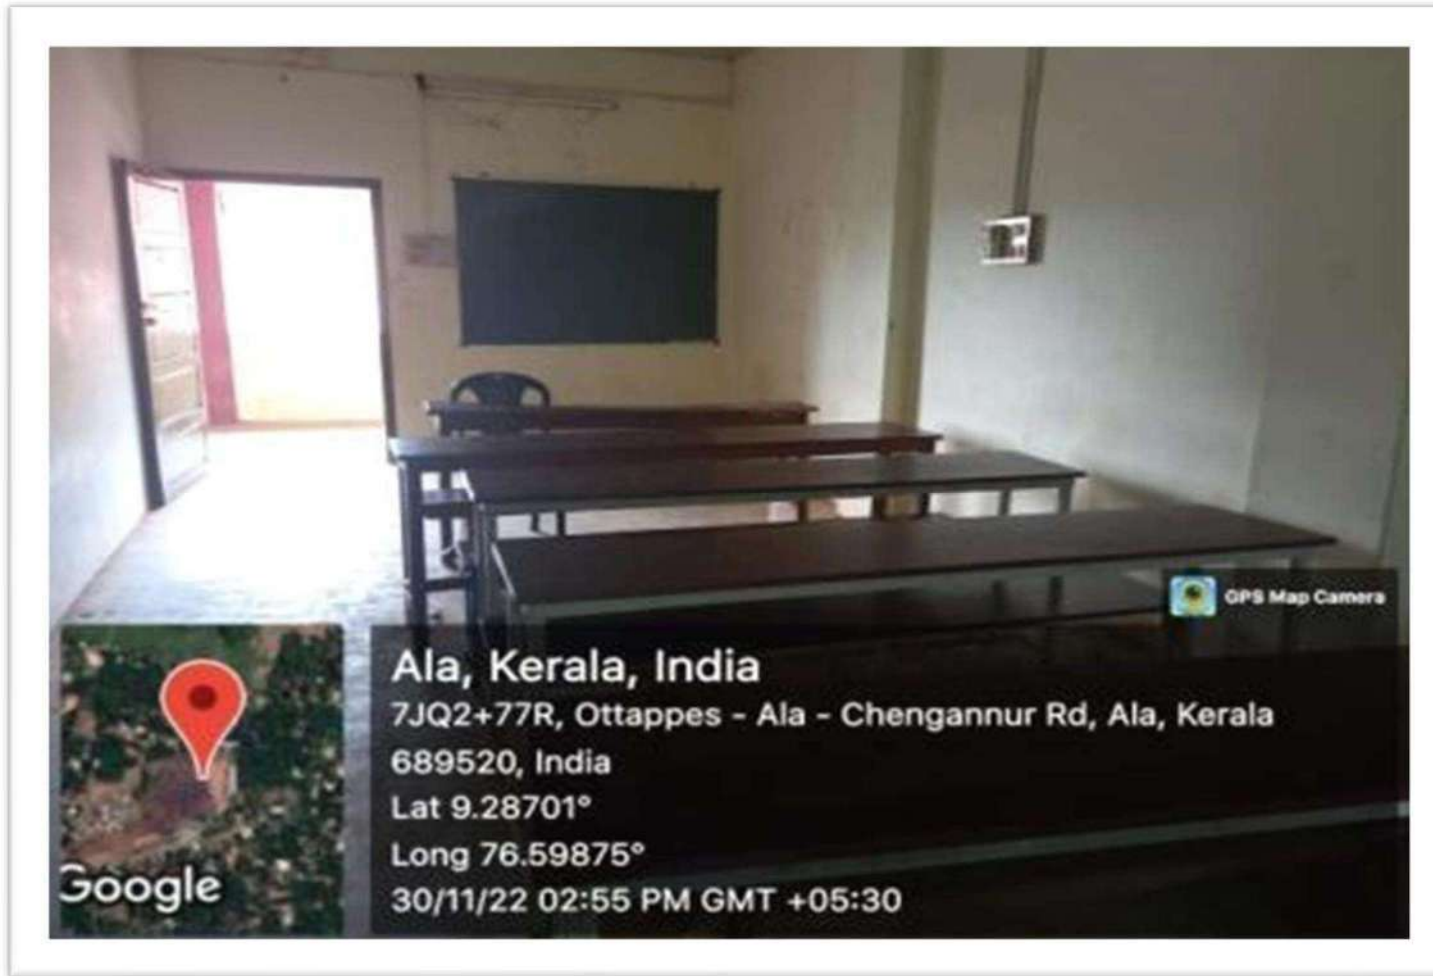 GPS Map Camera
Ala, Kerala, India
7JQ2+77R, Ottappes - Ala - Chengannur Rd, Ala, Kerala
689520, India
Lat 9.28701°
Long 76.59875°
30/11/22 02:55 PM GMT +05:30
Google